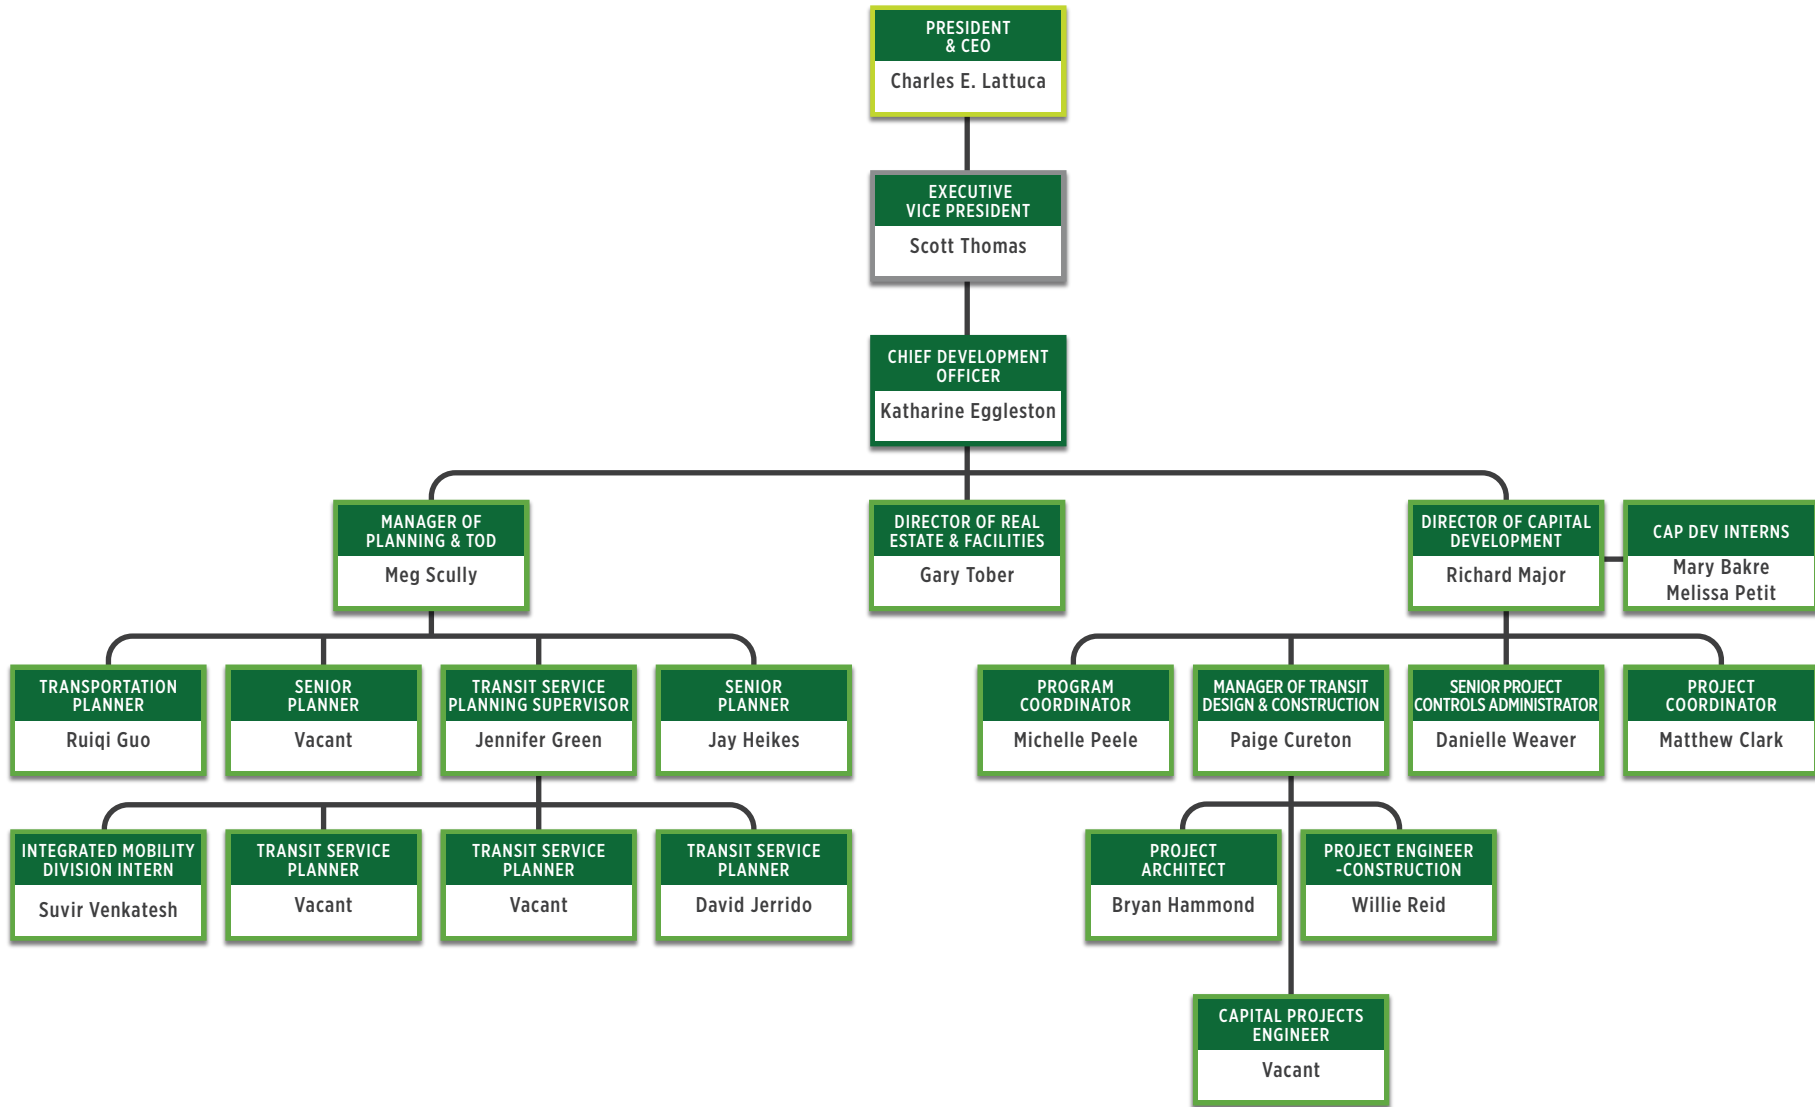 PRESIDENT
& CEO
Charles E. Lattuca
EXECUTIVE
VICE PRESIDENT
Scott Thomas
CHIEF DEVELOPMENT
OFFICER
Katharine Eggleston
MANAGER OF
PLANNING & TOD
Meg Scully
DIRECTOR OF REAL
ESTATE & FACILITIES
Gary Tober
DIRECTOR OF CAPITAL
DEVELOPMENT
Richard Major
CAP DEV INTERNS
Mary Bakre
Melissa Petit
TRANSPORTATION
PLANNER
Ruiqi Guo
SENIOR
PLANNER
Vacant
TRANSIT SERVICE
PLANNING SUPERVISOR
Jennifer Green
SENIOR
PLANNER
Jay Heikes
PROGRAM
COORDINATOR
Michelle Peele
MANAGER OF TRANSIT
DESIGN & CONSTRUCTION
Paige Cureton
SENIOR PROJECT
CONTROLS ADMINISTRATOR
Danielle Weaver
PROJECT
COORDINATOR
Matthew Clark
INTEGRATED MOBILITY
DIVISION INTERN
Suvir Venkatesh
TRANSIT SERVICE
PLANNER
Vacant
TRANSIT SERVICE
PLANNER
Vacant
TRANSIT SERVICE
PLANNER
David Jerrido
PROJECT
ARCHITECT
Bryan Hammond
PROJECT ENGINEER
-CONSTRUCTION
Willie Reid
CAPITAL PROJECTS
ENGINEER
Vacant